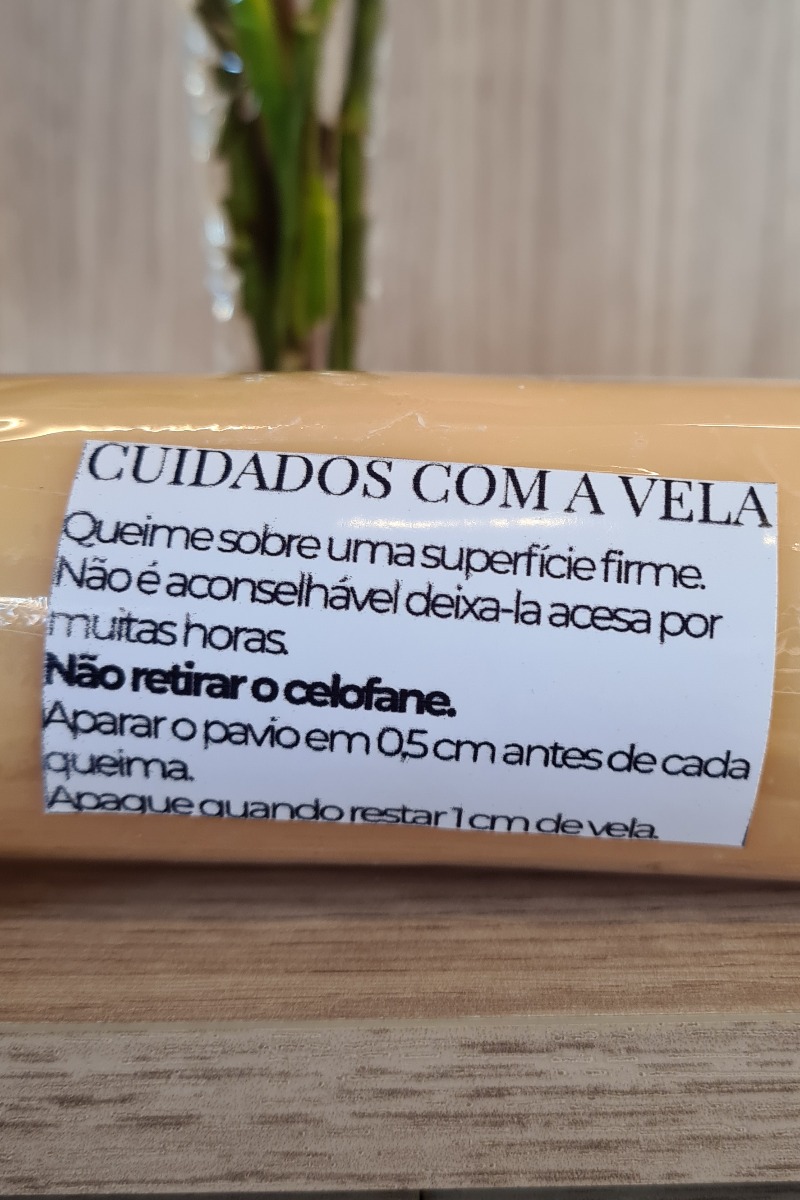 CUIDADOS COM A VELA
Queime sobre uma superfície firme.
Não é aconselhável deixa-la acesa por
muitas horas.
Não retirar o celofane.
Aparar o pavio em 0,5 cm antes de cada
queima.
Apague quando restar 1 cm de vela.